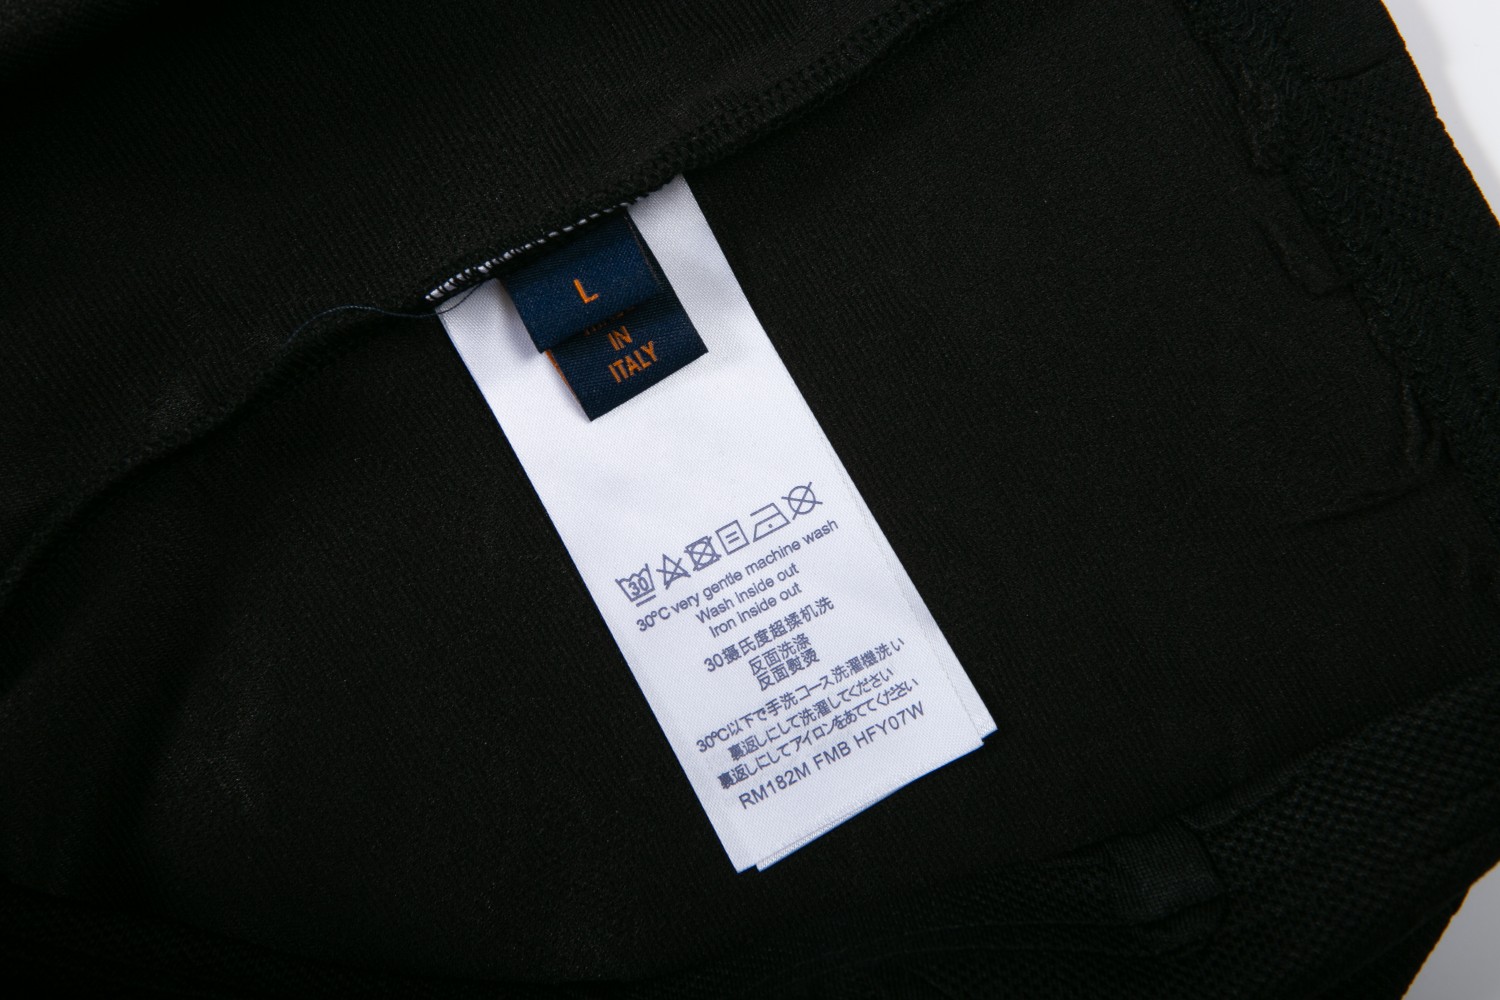 L
IN
ITALY
30
30°C very gentle machine wash
Wash inside out
Iron inside out
30摄氏度超揉机洗
反面洗涤
反面熨烫
30℃以下で手洗コース洗濯機洗い
裏返しにして洗濯してください
裏返しにしてアイロンをあててください
RM182M FMB HFY07W